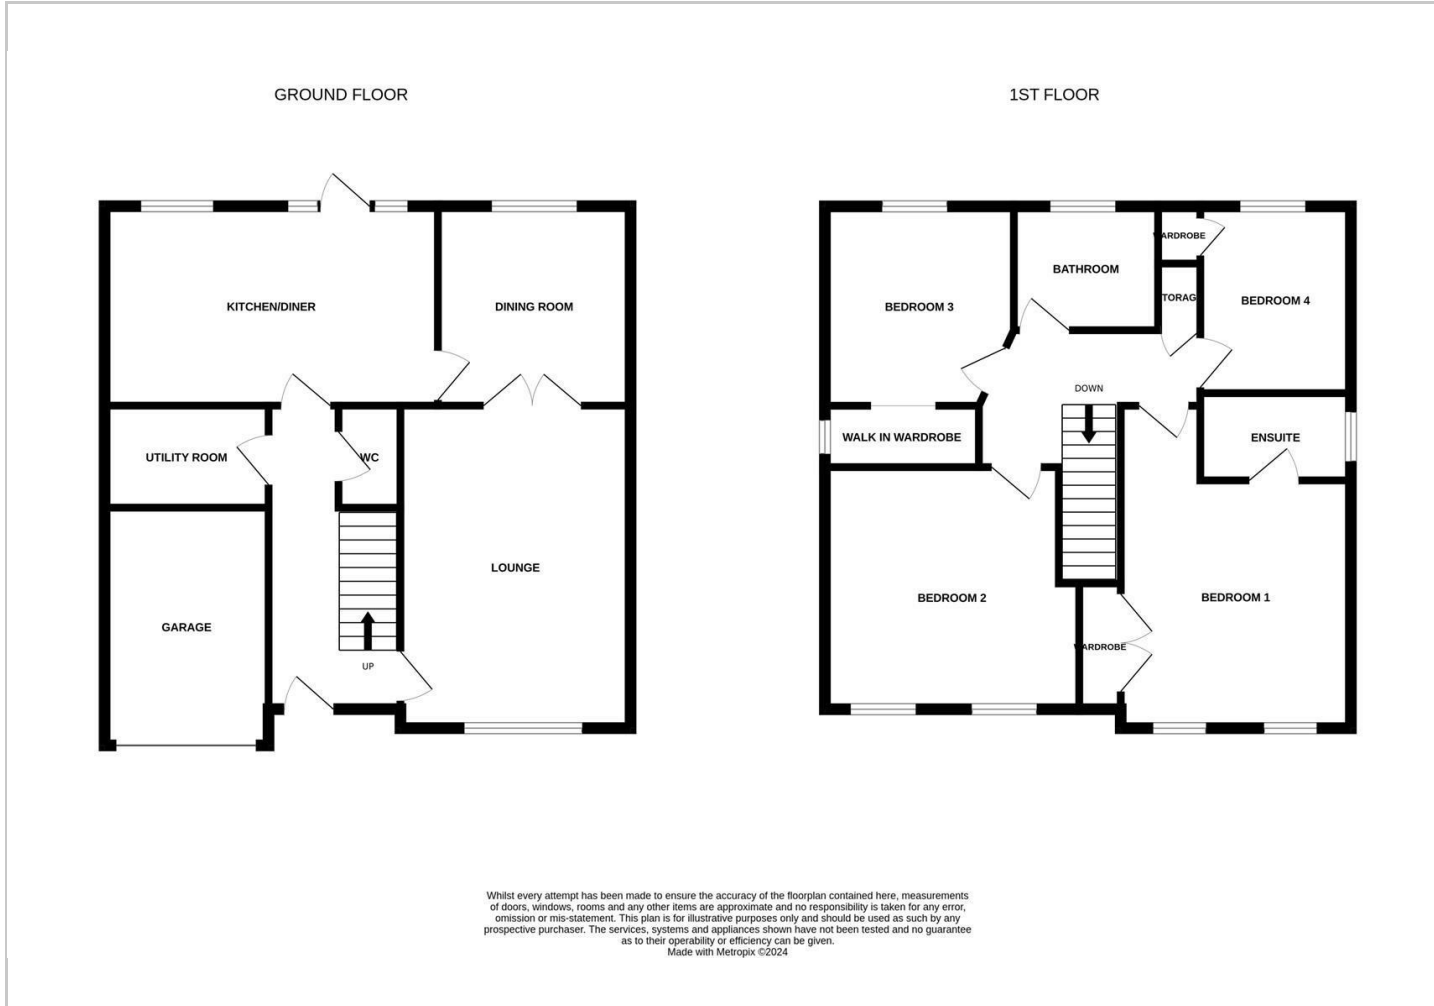 GROUND FLOOR
1ST FLOOR
KITCHEN/DINER
DINING ROOM
UTILITY ROOM
WC
LOUNGE
GARAGE
UP
BEDROOM 3
BATHROOM
ARDROBE
TORAG
BEDROOM 4
DOWN
WALK IN WARDROBE
ENSUITE
BEDROOM 2
BEDROOM 1
ARDROBE
Whilst every attempt has been made to ensure the accuracy of the floorplan contained here, measurements
of doors, windows, rooms and any other items are approximate and no responsibility is taken for any error,
omission or mis-statement. This plan is for illustrative purposes only and should be used as such by any
prospective purchaser. The services, systems and appliances shown have not been tested and no guarantee
as to their operability or efficiency can be given.
Made with Metropix ©2024